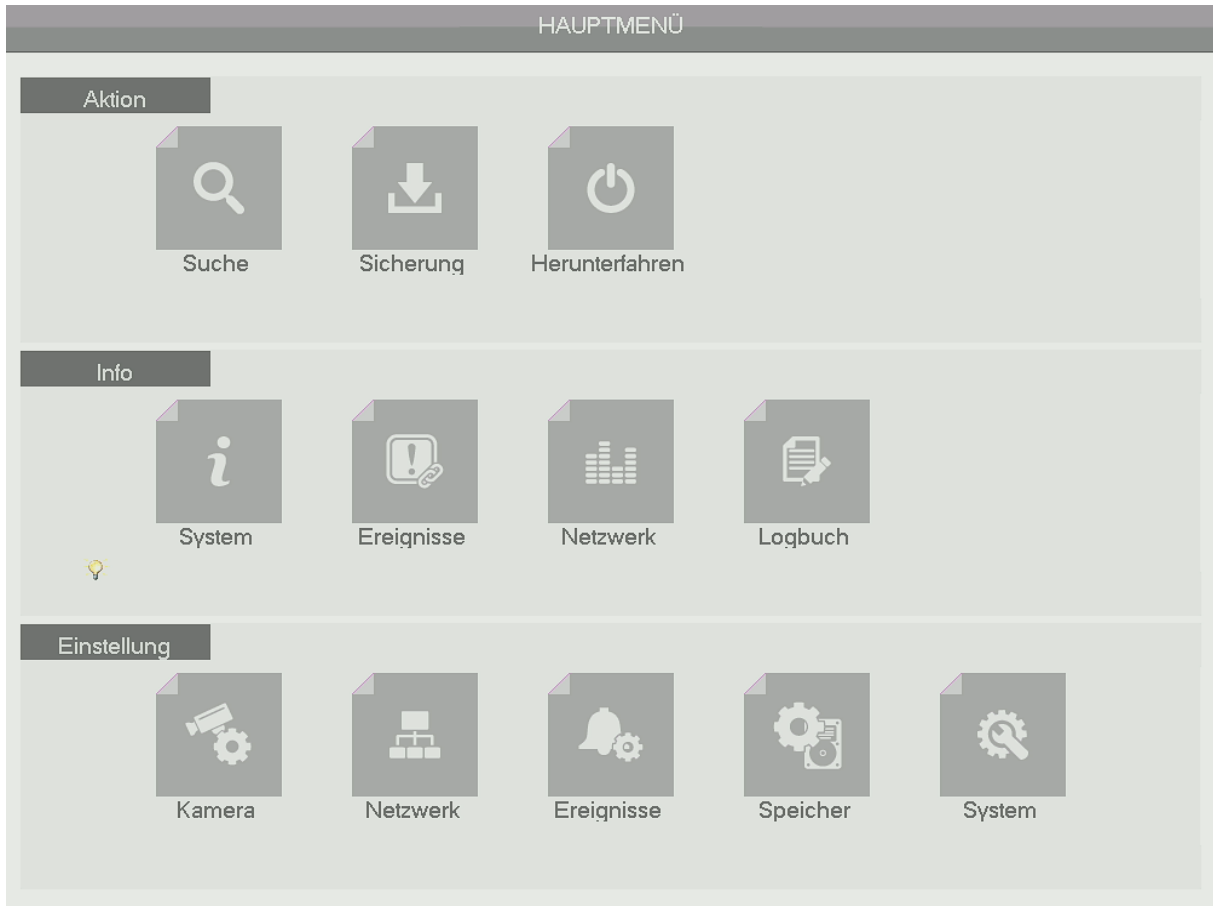 HAUPTMENÜ
Aktion
Suche
Sicherung
Herunterfahren
Info
System
Ereignisse
Netzwerk
Logbuch
Einstellung
Kamera
Netzwerk
Ereignisse
Speicher
System